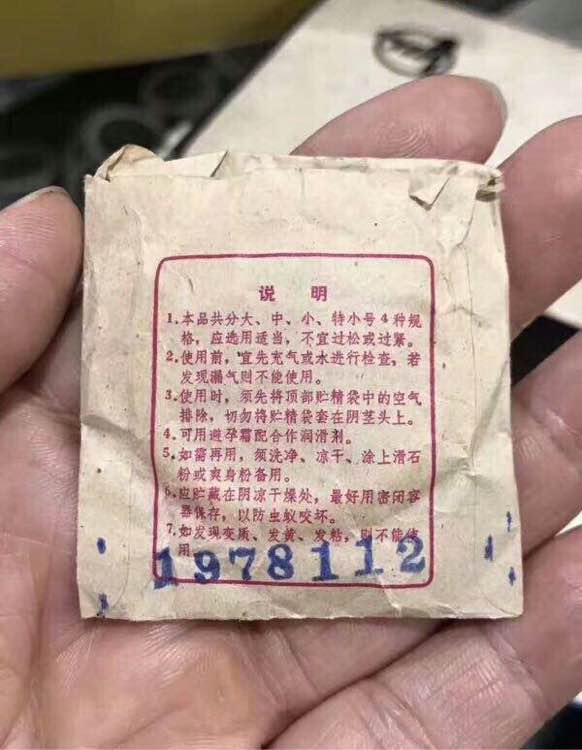 说 明
1.本品共分大、中、小、特小号4种规
格，应选用适当，不宜过松或过紧。
2.使用前，宜先充气或水进行检查，若
发现漏气则不能使用。
3.使用时，须先将顶部贮精袋中的空气
排除，切勿将贮精袋套在阴茎头上。
4.可用避孕霜配合作润滑剂。
5.如需再用，须洗净、凉干、涂上滑石
粉或爽身粉备用。
6.应贮藏在阴凉干燥处，最好用密闭容
器保存，以防虫蚁咬坏。
7.如发现变质、发黄、发粘，则不能使
用。
1978112